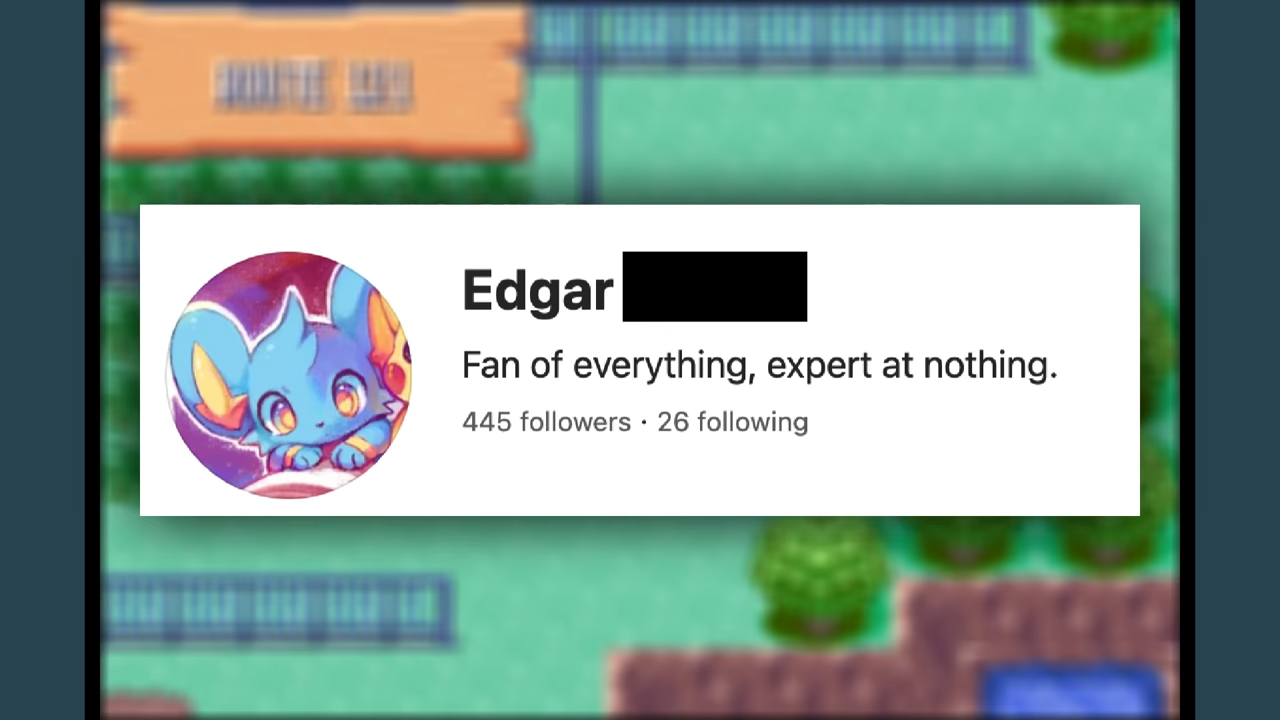 Edgar
Fan of everything, expert at nothing.
445 followers · 26 following